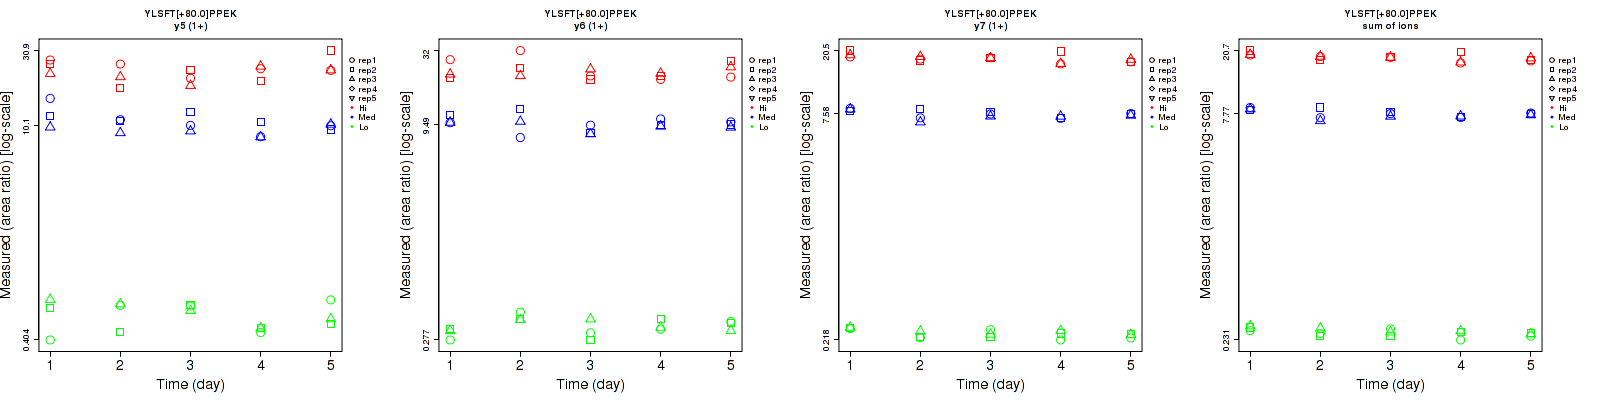 YLSFT[+80.0]PPEK
y5 (1+)
Measured (area ratio) [log-scale]
30.9
10.1
0.404
1 2 3 4 5
Time (day)
rep1
rep2
rep3
rep4
rep5
Hi
Med
Lo
YLSFT[+80.0]PPEK
y6 (1+)
Measured (area ratio) [log-scale]
32
9.49
0.277
1 2 3 4 5
Time (day)
rep1
rep2
rep3
rep4
rep5
Hi
Med
Lo
YLSFT[+80.0]PPEK
y7 (1+)
Measured (area ratio) [log-scale]
20.5
7.58
0.218
1 2 3 4 5
Time (day)
rep1
rep2
rep3
rep4
rep5
Hi
Med
Lo
YLSFT[+80.0]PPEK
sum of ions
Measured (area ratio) [log-scale]
20.7
7.77
0.231
1 2 3 4 5
Time (day)
rep1
rep2
rep3
rep4
rep5
Hi
Med
Lo